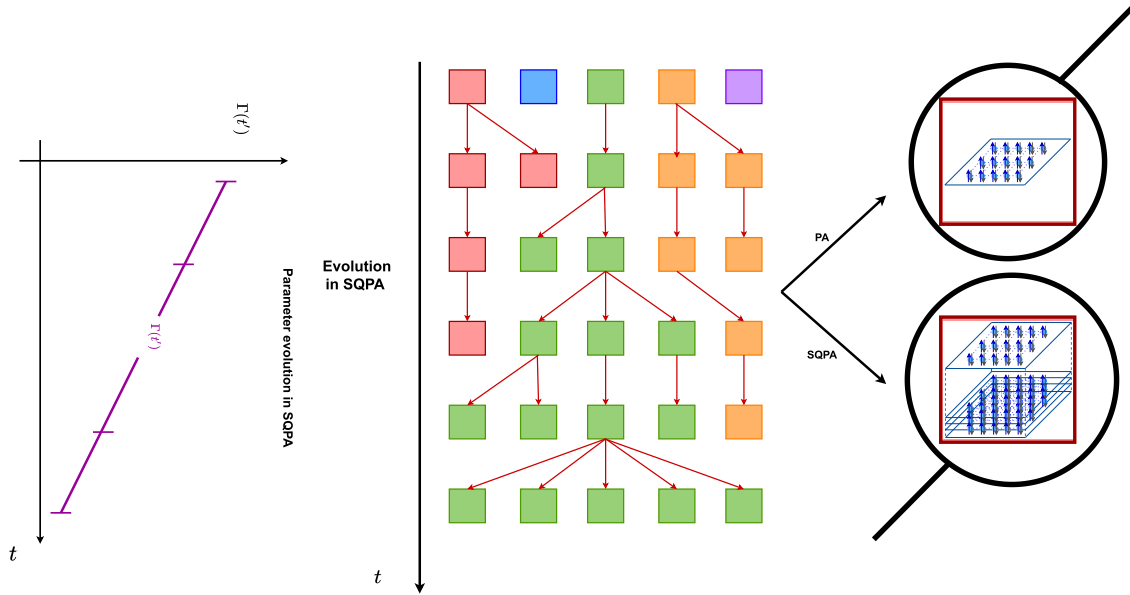 Γ(t′)
Γ(t′)
t
Parameter evolution in SQPA
Evolution
in SQPA
t
PA
SQPA